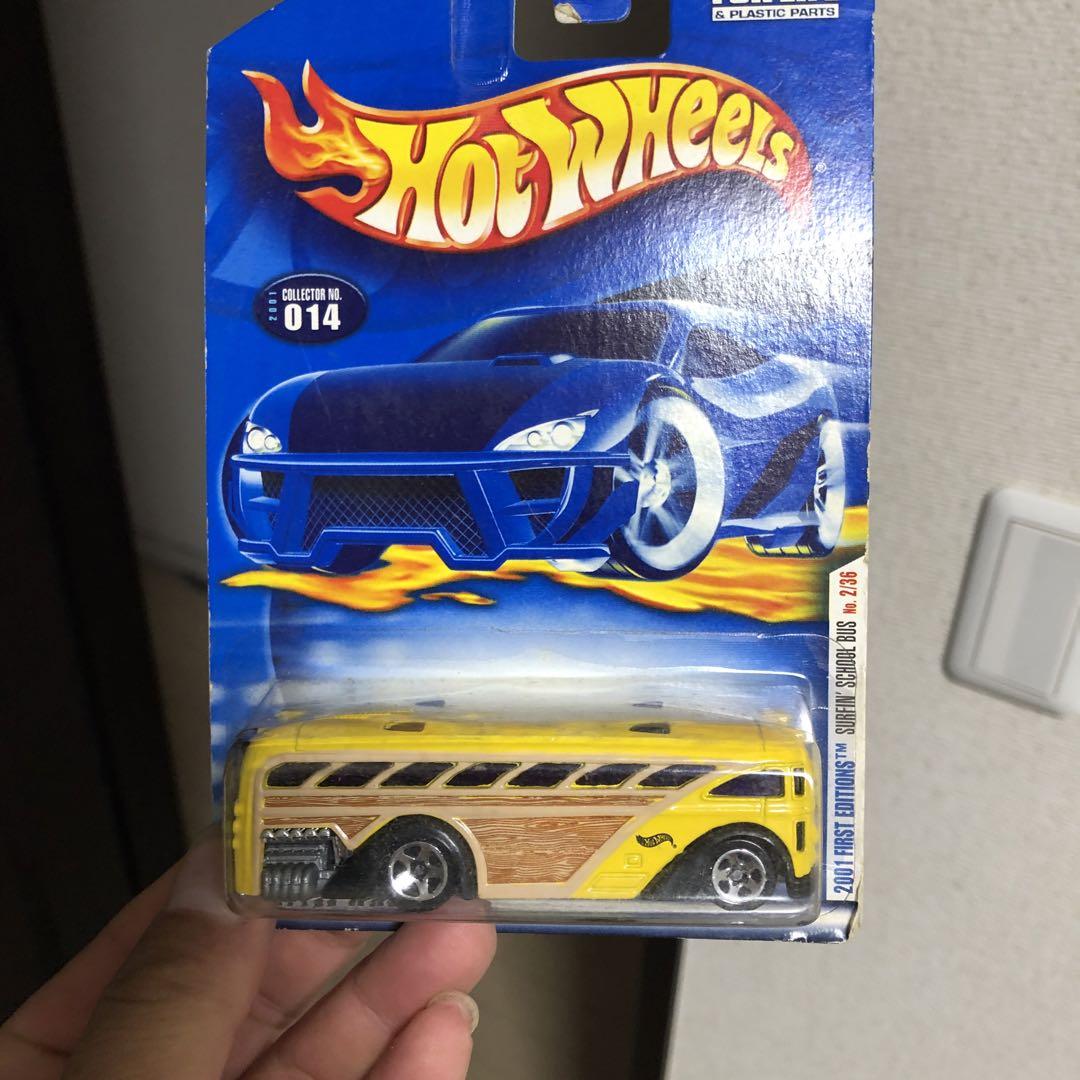 & PLASTIC PARTS
HOT WHEELS®
2001
COLLECTOR NO.
014
2001 FIRST EDITIONS™ SURFIN' SCHOOL BUS No. 2/36